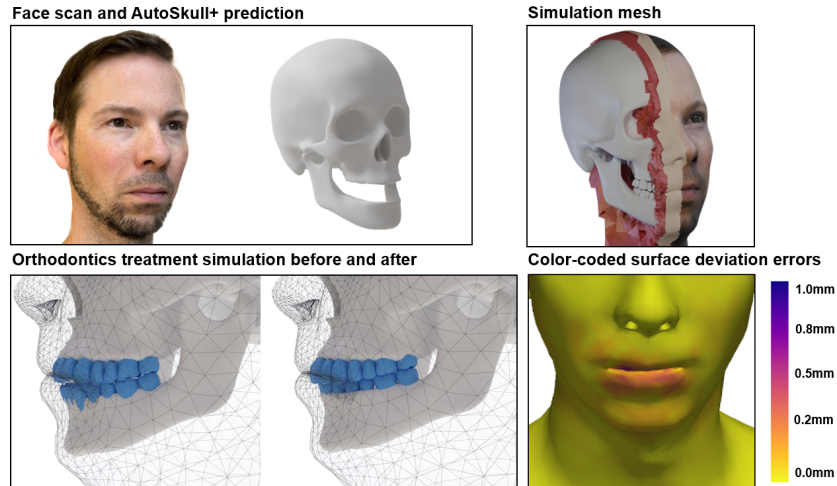 Face scan and AutoSkull+ prediction
Simulation mesh
Orthodontics treatment simulation before and after
Color-coded surface deviation errors
1.0mm
0.8mm
0.5mm
0.2mm
0.0mm